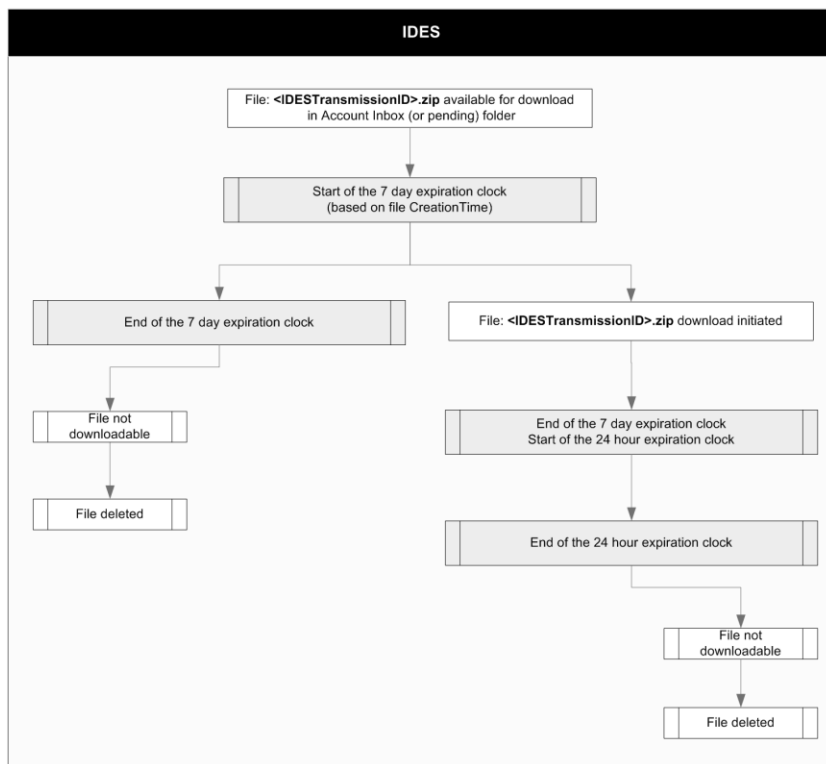 IDES
File: <IDESTransmissionID>.zip available for download
in Account Inbox (or pending) folder
Start of the 7 day expiration clock
(based on file CreationTime)
End of the 7 day expiration clock
File: <IDESTransmissionID>.zip download initiated
File not
downloadable
End of the 7 day expiration clock
Start of the 24 hour expiration clock
File deleted
End of the 24 hour expiration clock
File not
downloadable
File deleted